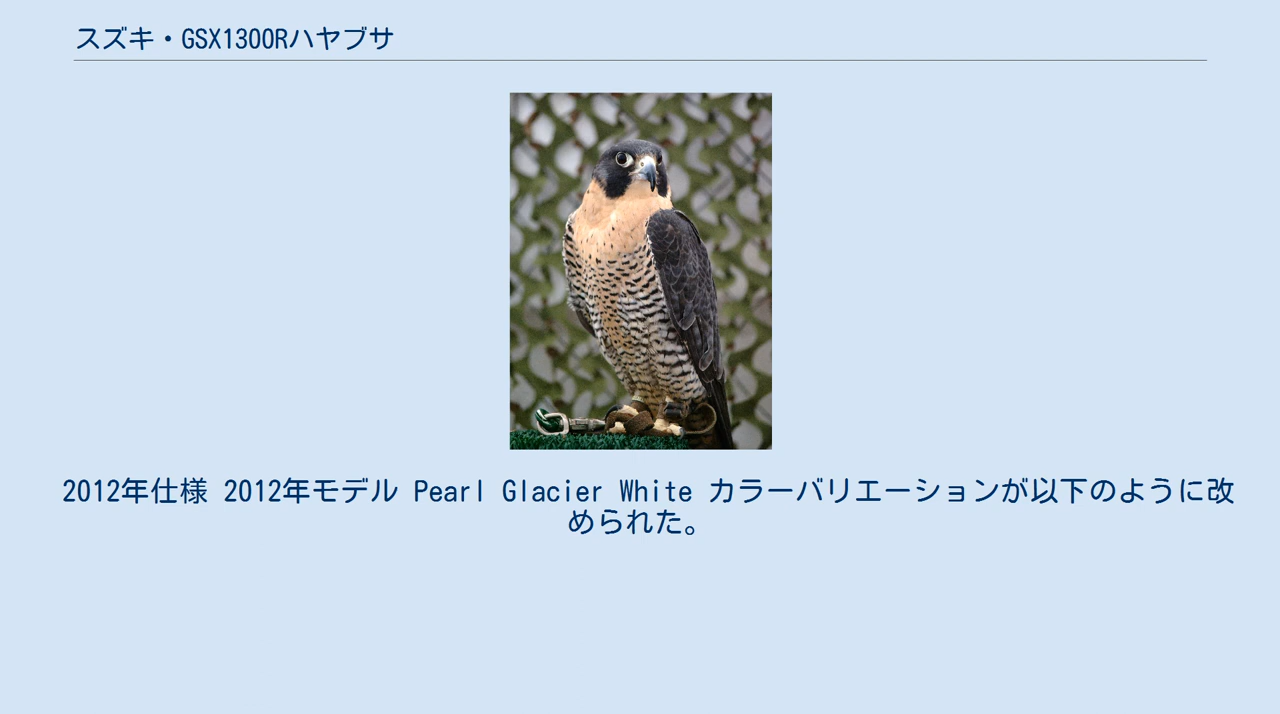 スズキ・GSX1300Rハヤブサ
2012年仕様 2012年モデル Pearl Glacier White カラーバリエーションが以下のように改
められた。